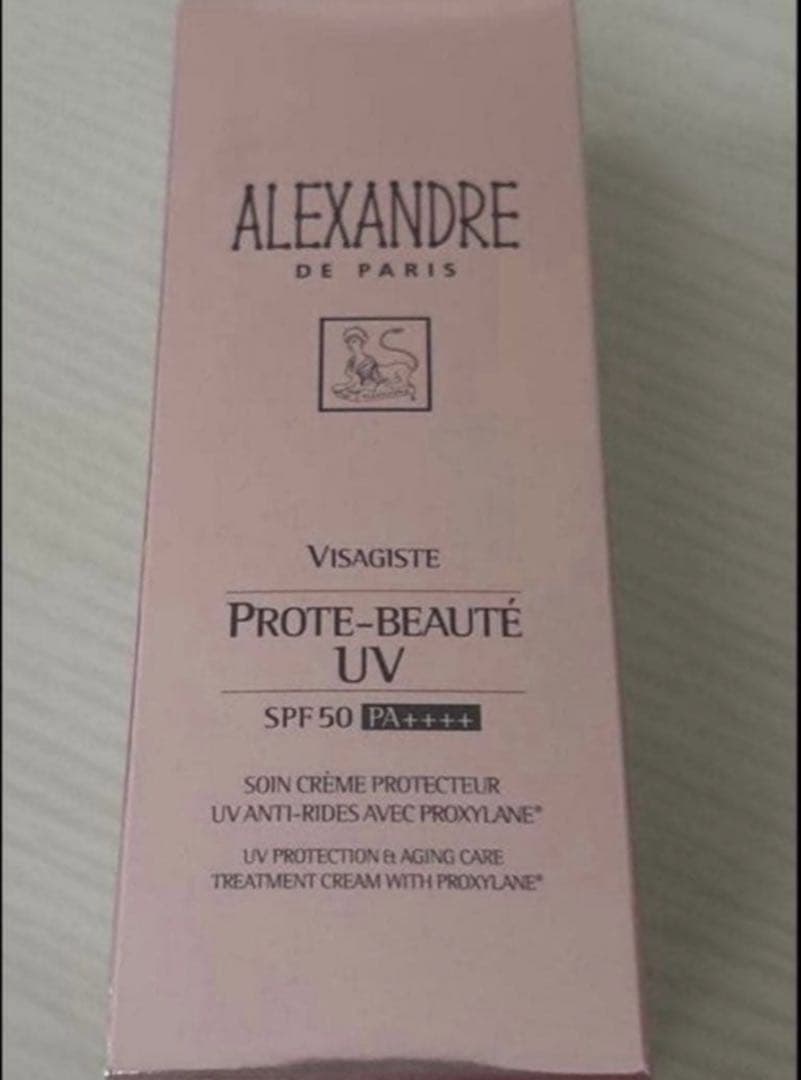 ALEXANDRE
DE PARIS
VISAGISTE
PROTE-BEAUTÉ
UV
SPF 50 PA++++
SOIN CRÈME PROTECTEUR
UV ANTI-RIDES AVEC PROXYLANE*
UV PROTECTION & AGING CARE
TREATMENT CREAM WITH PROXYLANE*